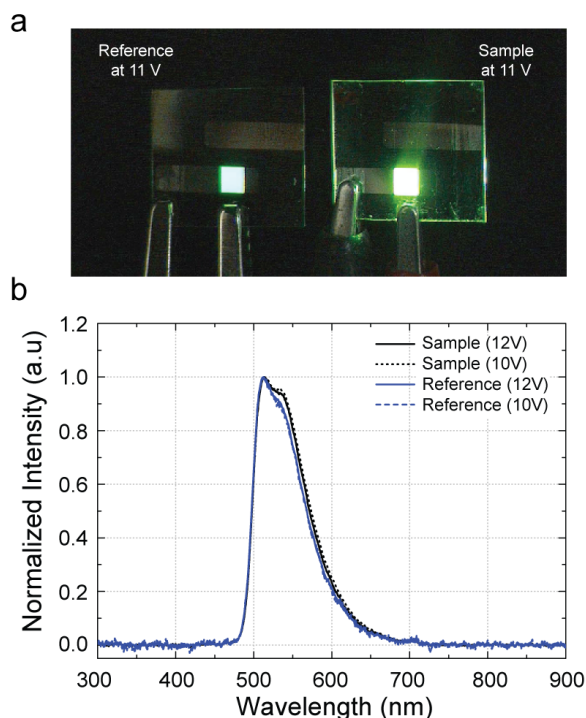 a
Reference
at 11 V
Sample
at 11 V
b
Normalized Intensity (a.u)
1.2
1.0
0.8
0.6
0.4
0.2
0.0
Sample (12V)
Sample (10V)
Reference (12V)
Reference (10V)
300 400 500 600 700 800 900
Wavelength (nm)